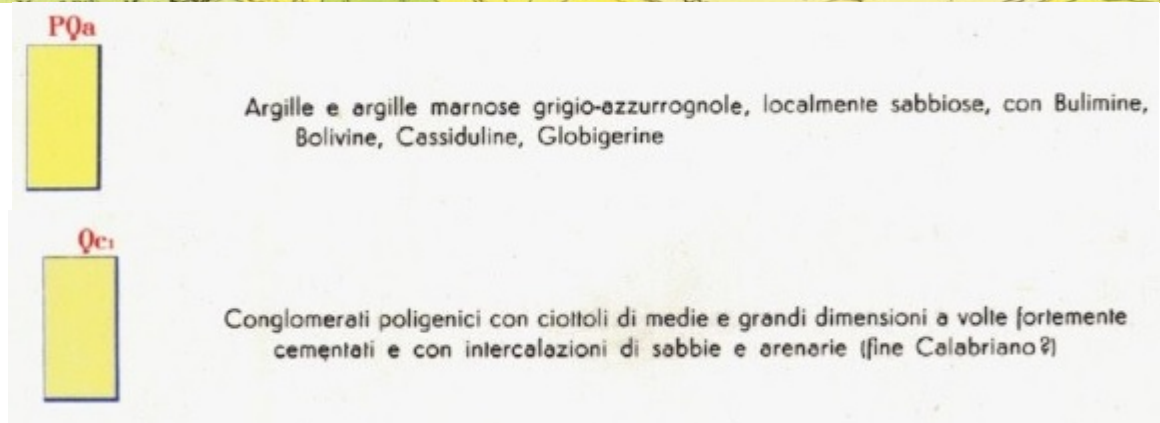 PQa
Argille e argille marnose grigio-azzurrognole, localmente sabbiose, con Bulimine,
Bolivine, Cassiduline, Globigerine
Qc1
Conglomerati poligenici con ciottoli di medie e grandi dimensioni a volte fortemente
cementati e con intercalazioni di sabbie e arenarie (fine Calabriano?)